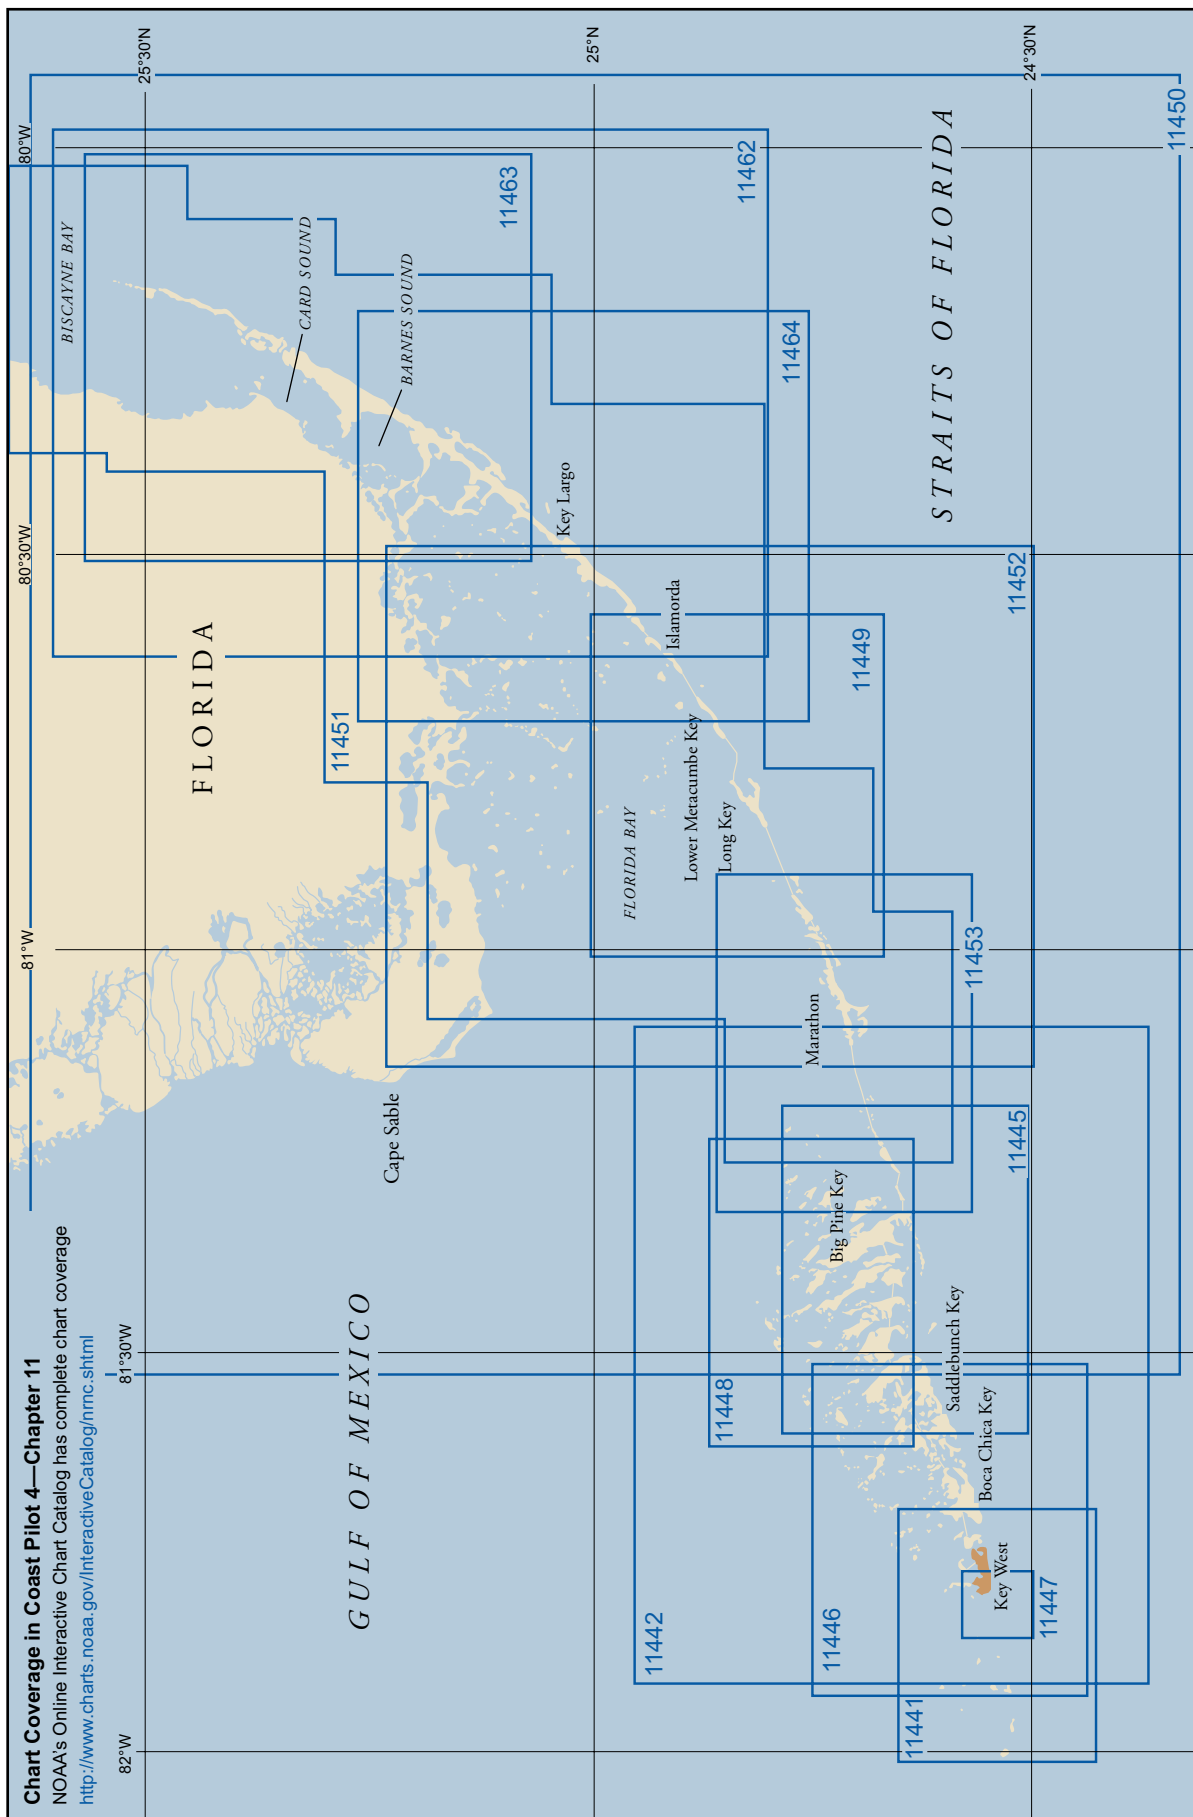 Chart Coverage in Coast Pilot 4—Chapter 11
NOAA's Online Interactive Chart Catalog has complete chart coverage
http://www.charts.noaa.gov/InteractiveCatalog/nrnc.shtml
82°W
81°30'W
81°W
80°30'W
80°W
25°30'N
25°N
24°30'N
FLORIDA
BISCAYNE BAY
CARD SOUND
BARNES SOUND
11463
11462
11464
11451
Key Largo
Islamorda
11449
11452
11450
Cape Sable
FLORIDA BAY
Lower Metacumbe Key
Long Key
11453
Marathon
GULF OF MEXICO
STRAITS OF FLORIDA
11442
11448
11445
Big Pine Key
Saddlebunch Key
Boca Chica Key
11446
11441
Key West
11447